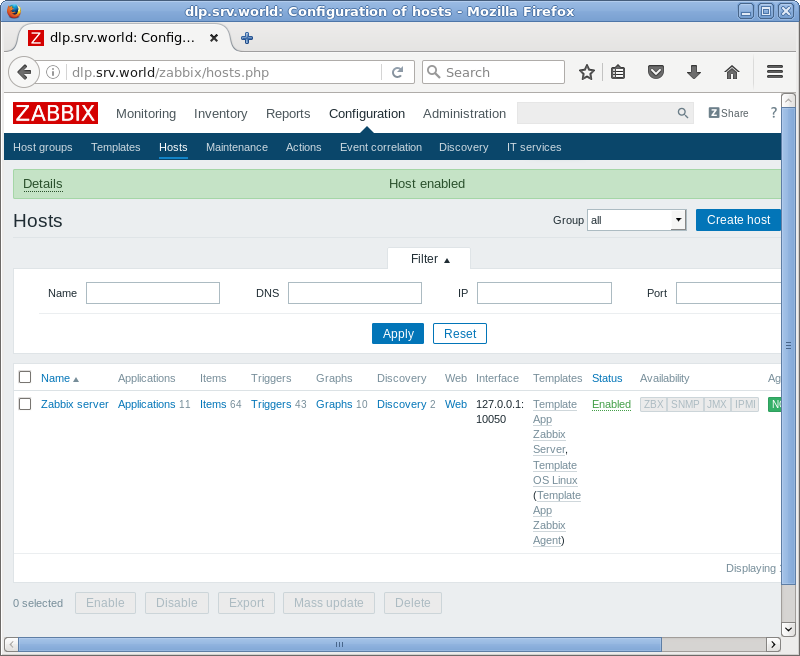 dlp.srv.world: Configuration of hosts - Mozilla Firefox
dlp.srv.world: Config...
dlp.srv.world/zabbix/hosts.php
Search
ZABBIX Monitoring Inventory Reports Configuration Administration Z Share ?
Host groups Templates Hosts Maintenance Actions Event correlation Discovery IT services
Details Host enabled
Hosts Group all Create host
Filter
Name DNS IP Port
Apply Reset
Name Applications Items Triggers Graphs Discovery Web Interface Templates Status Availability Ag
Zabbix server Applications 11 Items 64 Triggers 43 Graphs 10 Discovery 2 Web 127.0.0.1: Template Enabled ZBX SNMP JMX IPMI
10050 App
Zabbix
Server,
Template
OS Linux
(Template
App
Zabbix
Agent)
Displaying
0 selected Enable Disable Export Mass update Delete